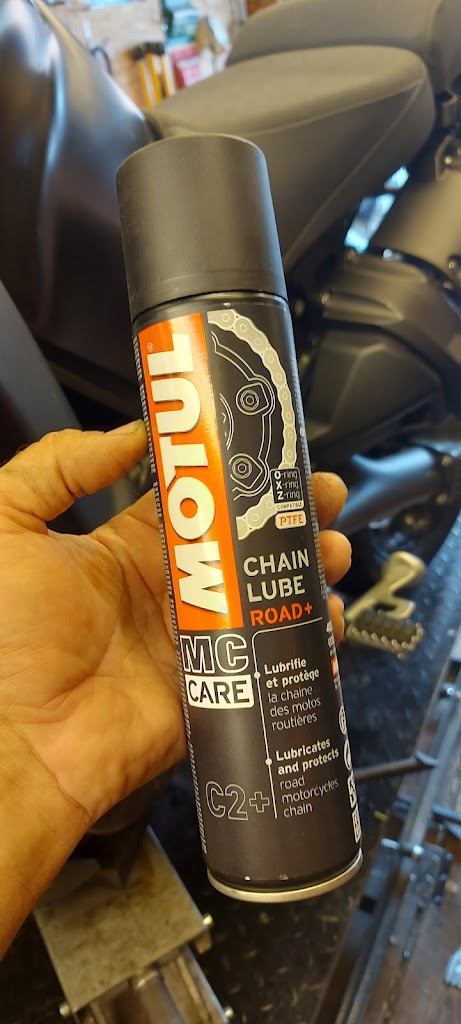 MOTUL
O-ring
X-ring
Z-ring
COMPATIBLE
PTFE
CHAIN
LUBE
ROAD+
MC
CARE
Lubrifie
et protège
la chaîne
des motos
routières
Lubricates
and protects
road
motorcycles
chain
C2+